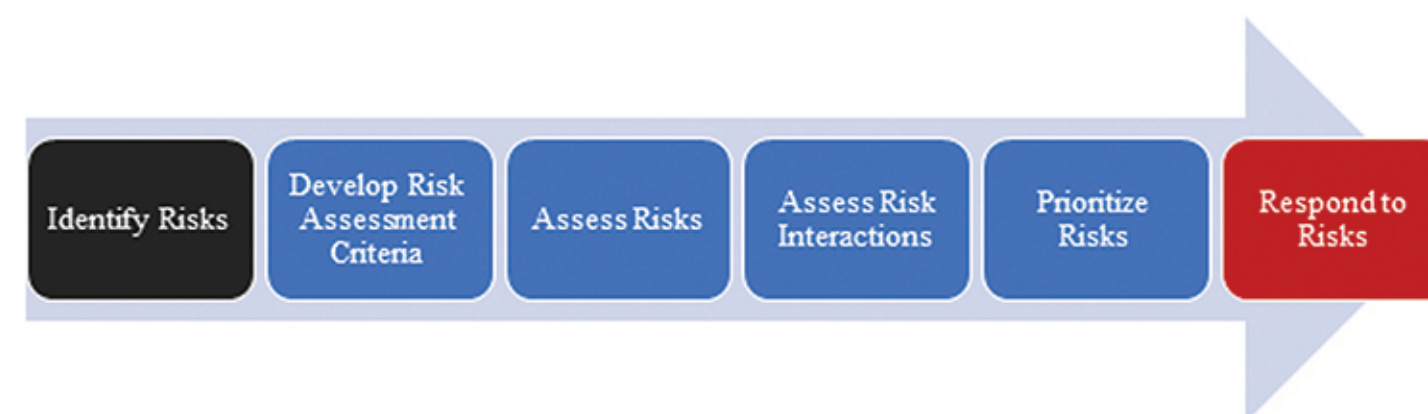 Identify Risks
Develop Risk
Assessment
Criteria
Assess Risks
Assess Risk
Interactions
Prioritize
Risks
Respond to
Risks